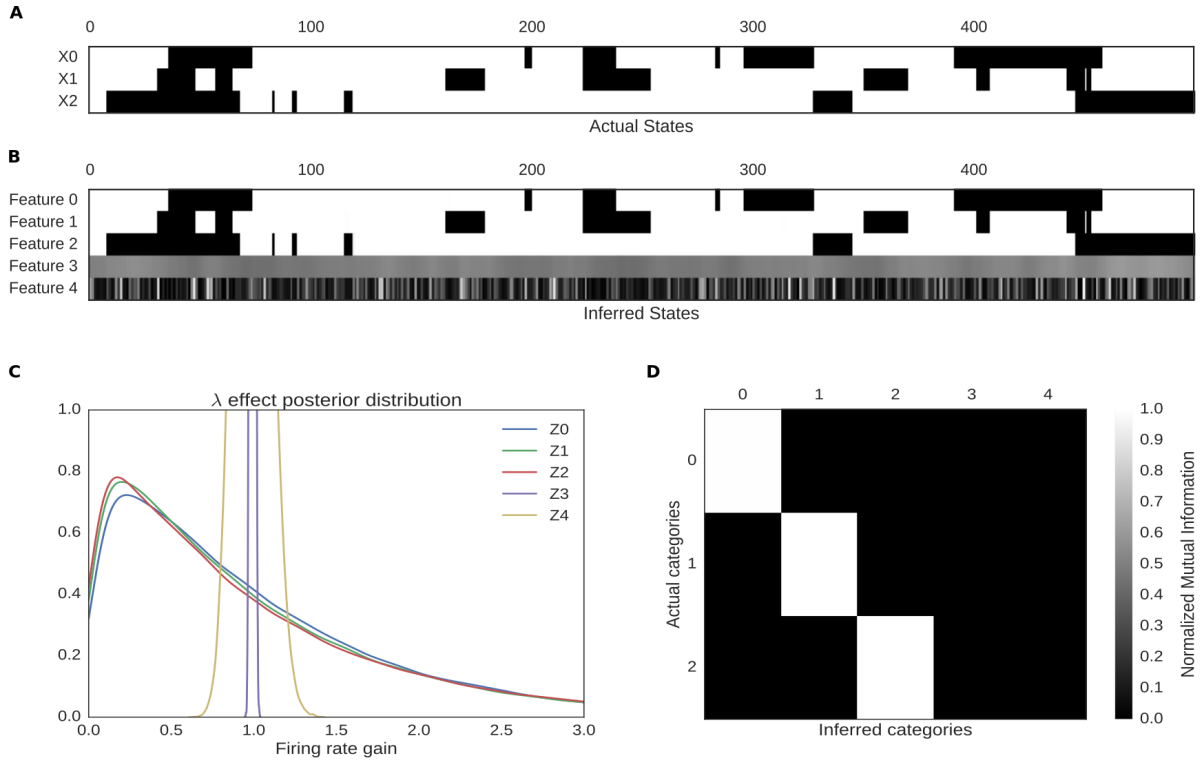 A
0 100 200 300 400
X0
X1
X2
Actual States
B
0 100 200 300 400
Feature 0
Feature 1
Feature 2
Feature 3
Feature 4
Inferred States
C
λ effect posterior distribution
1.0
0.8
0.6
0.4
0.2
0.0
Z0
Z1
Z2
Z3
Z4
0.0 0.5 1.0 1.5 2.0 2.5 3.0
Firing rate gain
D
0 1 2 3 4
Actual categories
0
1
2
Inferred categories
1.0
0.9
0.8
0.7
0.6
0.5
0.4
0.3
0.2
0.1
0.0
Normalized Mutual Information